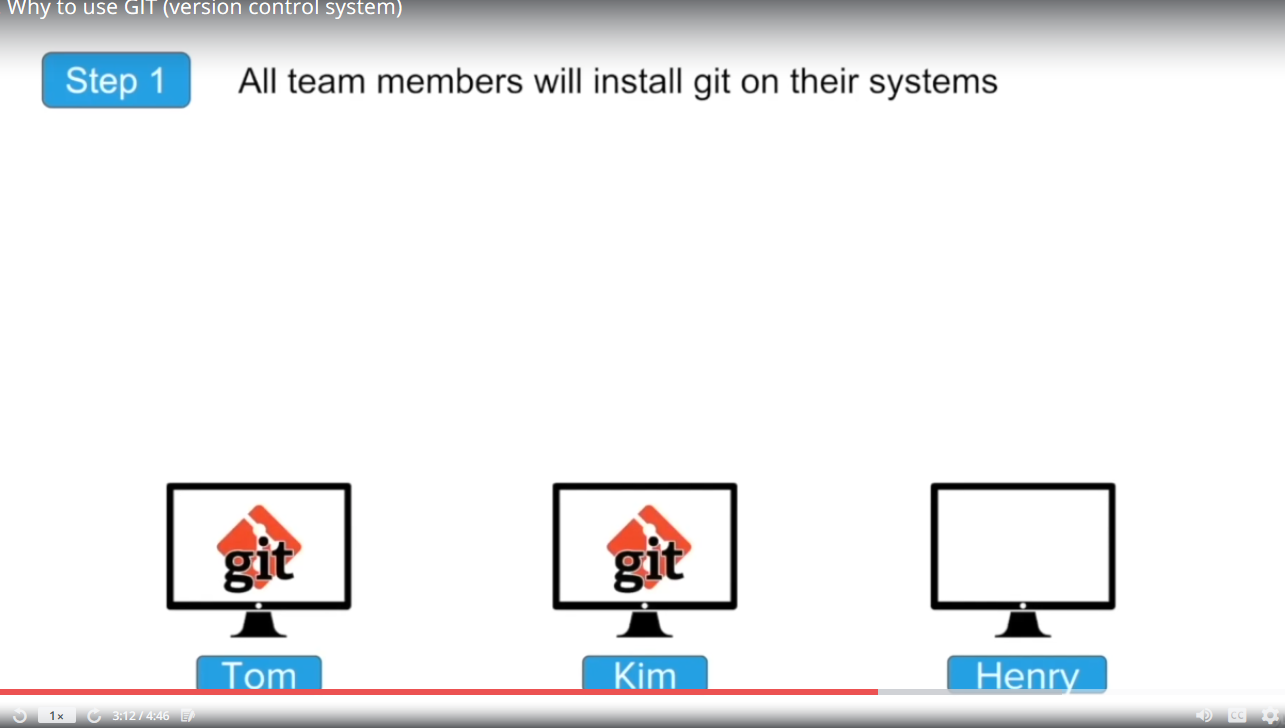 Why to use GIT (version control system)
Step 1 All team members will install git on their systems
git git
Tom Kim Henry
1× 3:12 / 4:46 CC